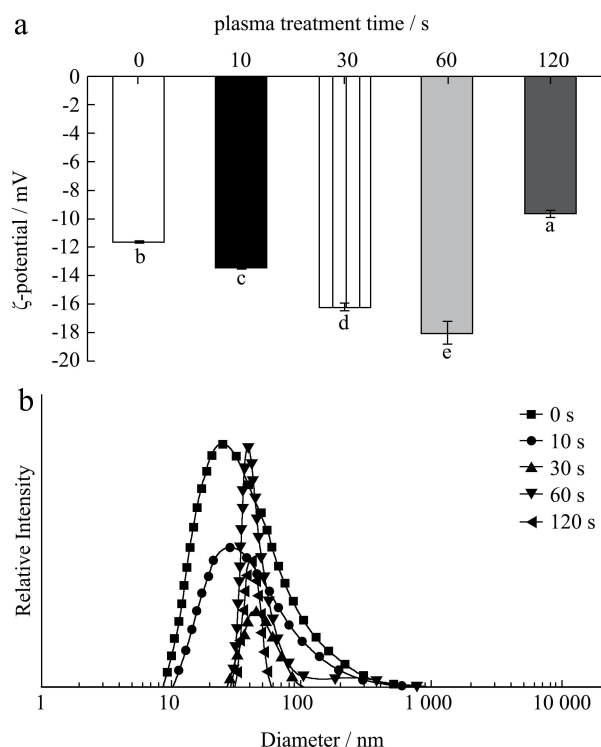 a
plasma treatment time / s
0 10 30 60 120
0
-2
-4
-6
-8
-10
-12
-14
-16
-18
-20
ζ-potential / mV
b
c
d
e
a
b
0 s
10 s
30 s
60 s
120 s
Relative Intensity
1 10 100 1 000 10 000
Diameter / nm